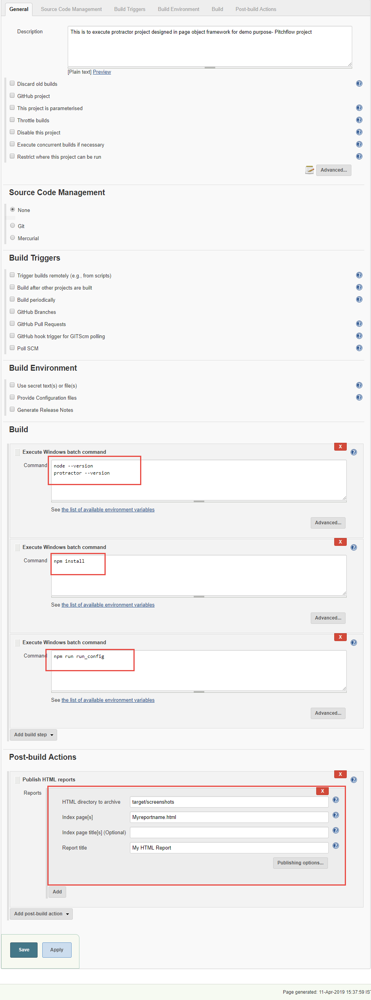 General Source Code Management Build Triggers Build Environment Build Post-build Actions
Description
This is to execute protractor project designed in page object framework for demo purpose- Pitchflow project
[Plain text] Preview
Discard old builds
GitHub project
This project is parameterised
Throttle builds
Disable this project
Execute concurrent builds if necessary
Restrict where this project can be run
Advanced...
Source Code Management
None
Git
Mercurial
Build Triggers
Trigger builds remotely (e.g., from scripts)
Build after other projects are built
Build periodically
GitHub Branches
GitHub Pull Requests
GitHub hook trigger for GITScm polling
Poll SCM
Build Environment
Use secret text(s) or file(s)
Provide Configuration files
Generate Release Notes
Build
X
Execute Windows batch command
Command
node --version
protractor --version
See the list of available environment variables
Advanced...
X
Execute Windows batch command
Command
npm install
See the list of available environment variables
Advanced...
X
Execute Windows batch command
Command
npm run run_config
See the list of available environment variables
Advanced...
Add build step
Post-build Actions
X
Publish HTML reports
Reports
X
HTML directory to archive target/screenshots
Index page[s] Myreportname.html
Index page title[s] (Optional)
Report title My HTML Report
Publishing options...
Add
Add post-build action
Save Apply
Page generated: 11-Apr-2019 15:37:59 IST